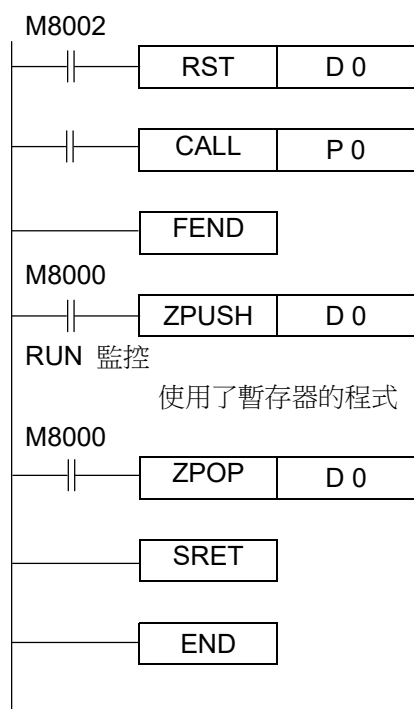 M8002
RST D 0
CALL P 0
FEND
M8000
ZPUSH D 0
RUN 監控
使用了暫存器的程式
M8000
ZPOP D 0
SRET
END